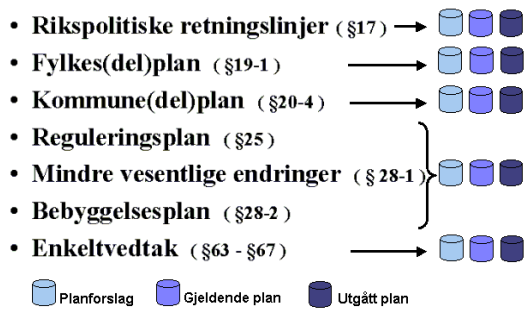 • Rikspolitiske retningslinjer ( §17 )
• Fylkes(del)plan ( §19-1 )
• Kommune(del)plan ( §20-4 )
• Reguleringsplan ( §25 )
• Mindre vesentlige endringer ( § 28-1 )
• Bebyggelsesplan ( §28-2 )
• Enkeltvedtak ( §63 - §67 )
Planforslag Gjeldende plan Utgått plan